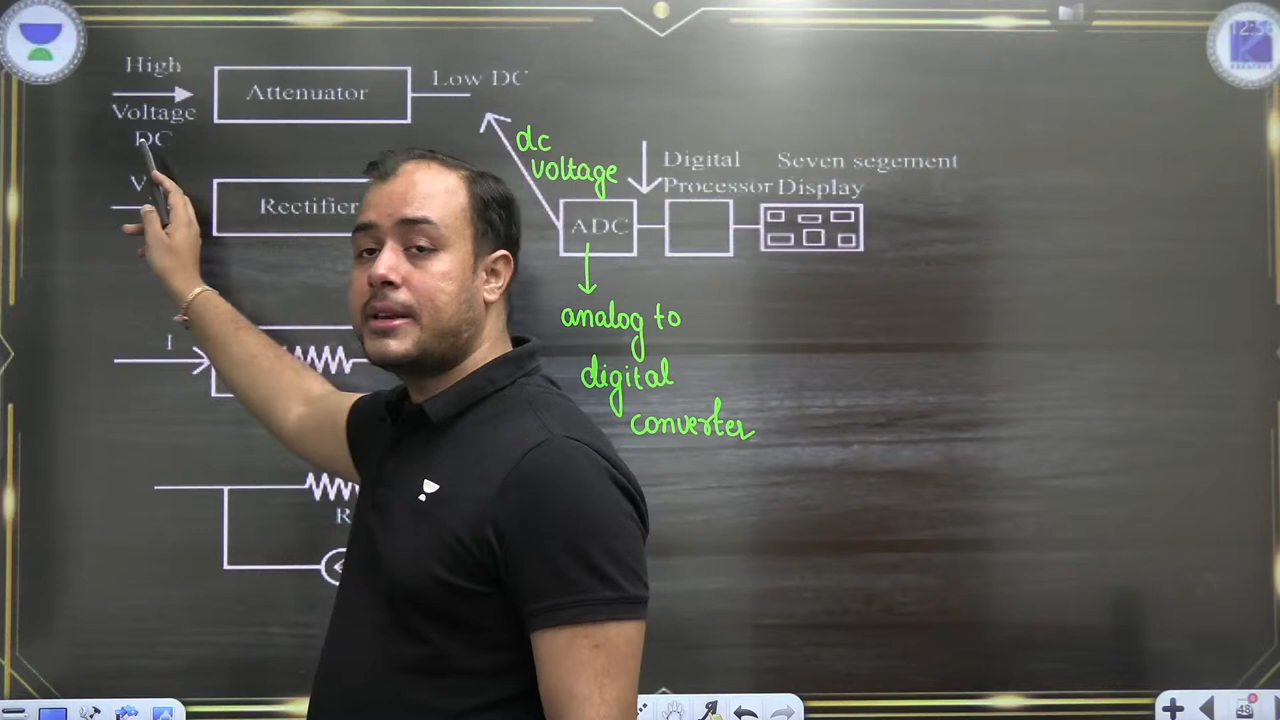 High
Voltage
DC
Attenuator
Low DC
V
Rectifier
I
R
dc
voltage
Digital
Processor
Seven segement
Display
ADC
analog to
digital
converter